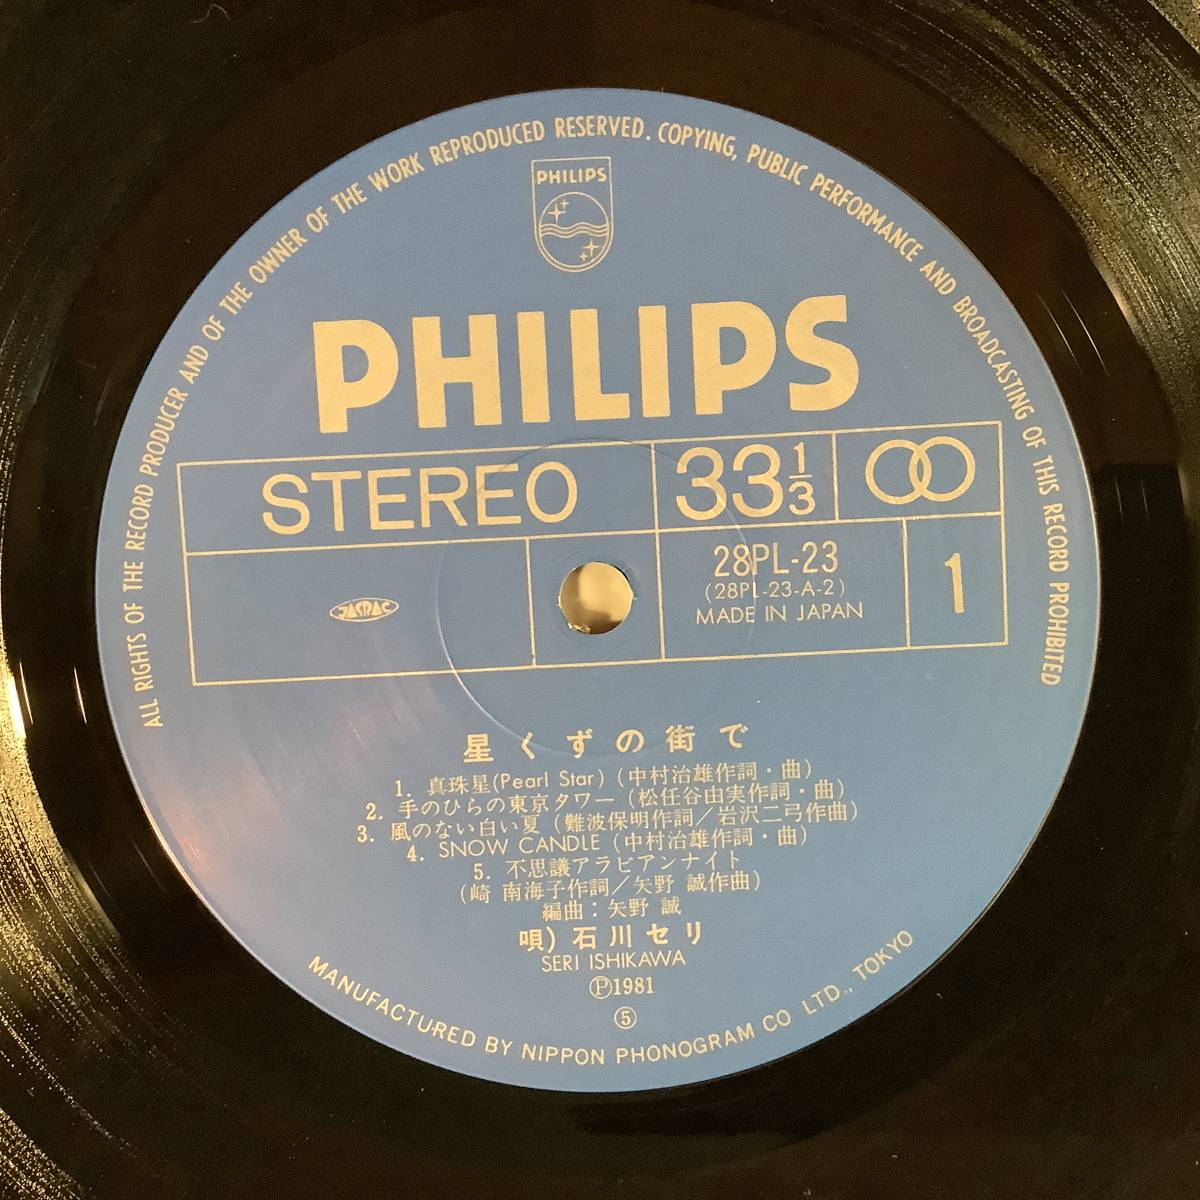 ALL RIGHTS OF THE RECORD PRODUCER AND OF THE OWNER OF THE WORK REPRODUCED RESERVED. COPYING, PUBLIC PERFORMANCE AND BROADCASTING OF THIS RECORD PROHIBITED
PHILIPS
PHILIPS
STEREO
33 1/3
JASRAC
28PL-23
(28PL-23-A-2)
MADE IN JAPAN
1
星くずの街で
1. 真珠星(Pearl Star) (中村治雄作詞・曲)
2. 手のひらの東京タワー (松任谷由実作詞・曲)
3. 風のない白い夏 (難波保明作詞/岩沢二弓作曲)
4. SNOW CANDLE (中村治雄作詞・曲)
5. 不思議アラビアンナイト
(崎 南海子作詞/矢野 誠作曲)
編曲:矢野 誠
唄) 石川セリ
SERI ISHIKAWA
Ⓟ1981
⑤
MANUFACTURED BY NIPPON PHONOGRAM CO LTD., TOKYO